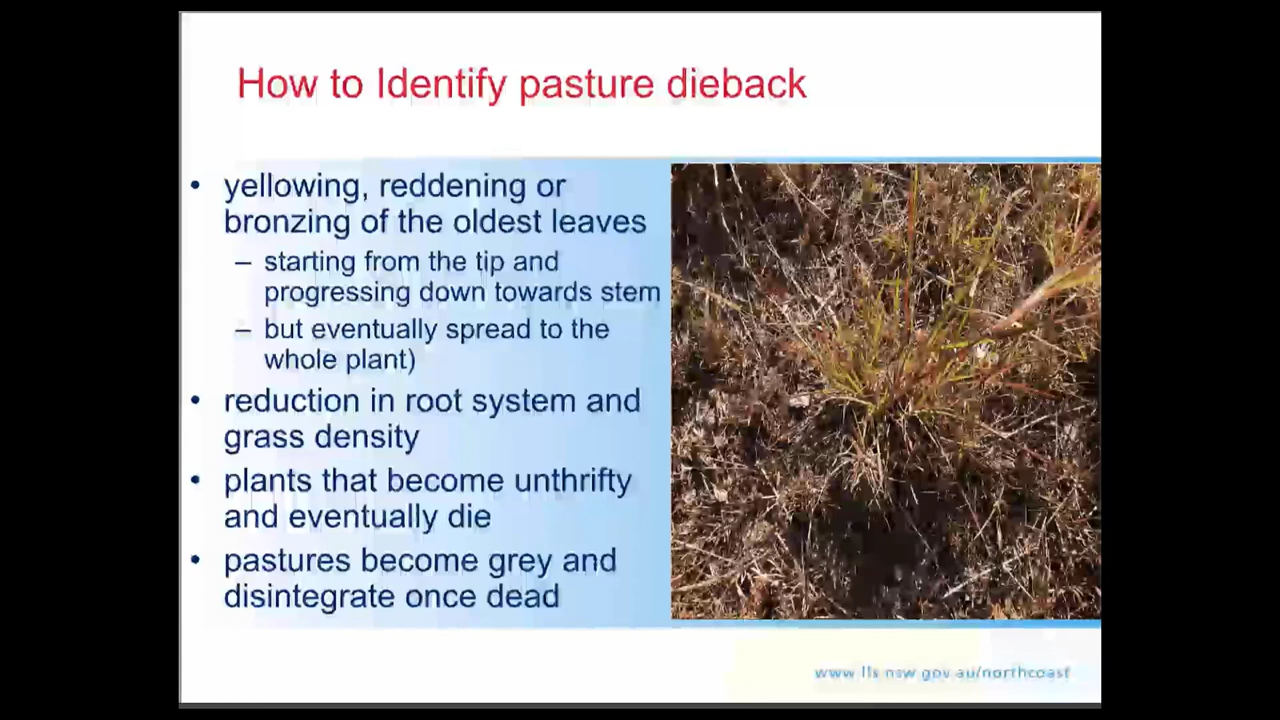 How to Identify pasture dieback
• yellowing, reddening or
bronzing of the oldest leaves
– starting from the tip and
progressing down towards stem
– but eventually spread to the
whole plant)
• reduction in root system and
grass density
• plants that become unthrifty
and eventually die
• pastures become grey and
disintegrate once dead
www.lls.nsw.gov.au/northcoast